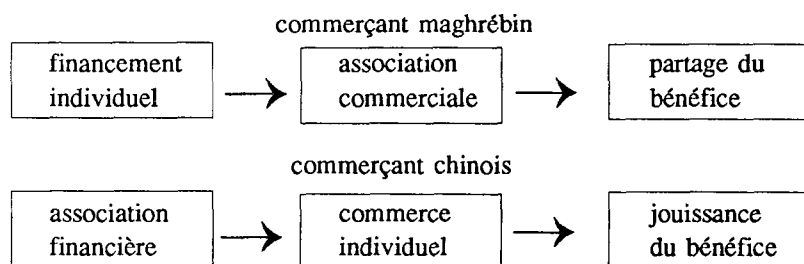 commerçant maghrébin
financement individuel
association commerciale
partage du bénéfice
commerçant chinois
association financière
commerce individuel
jouissance du bénéfice